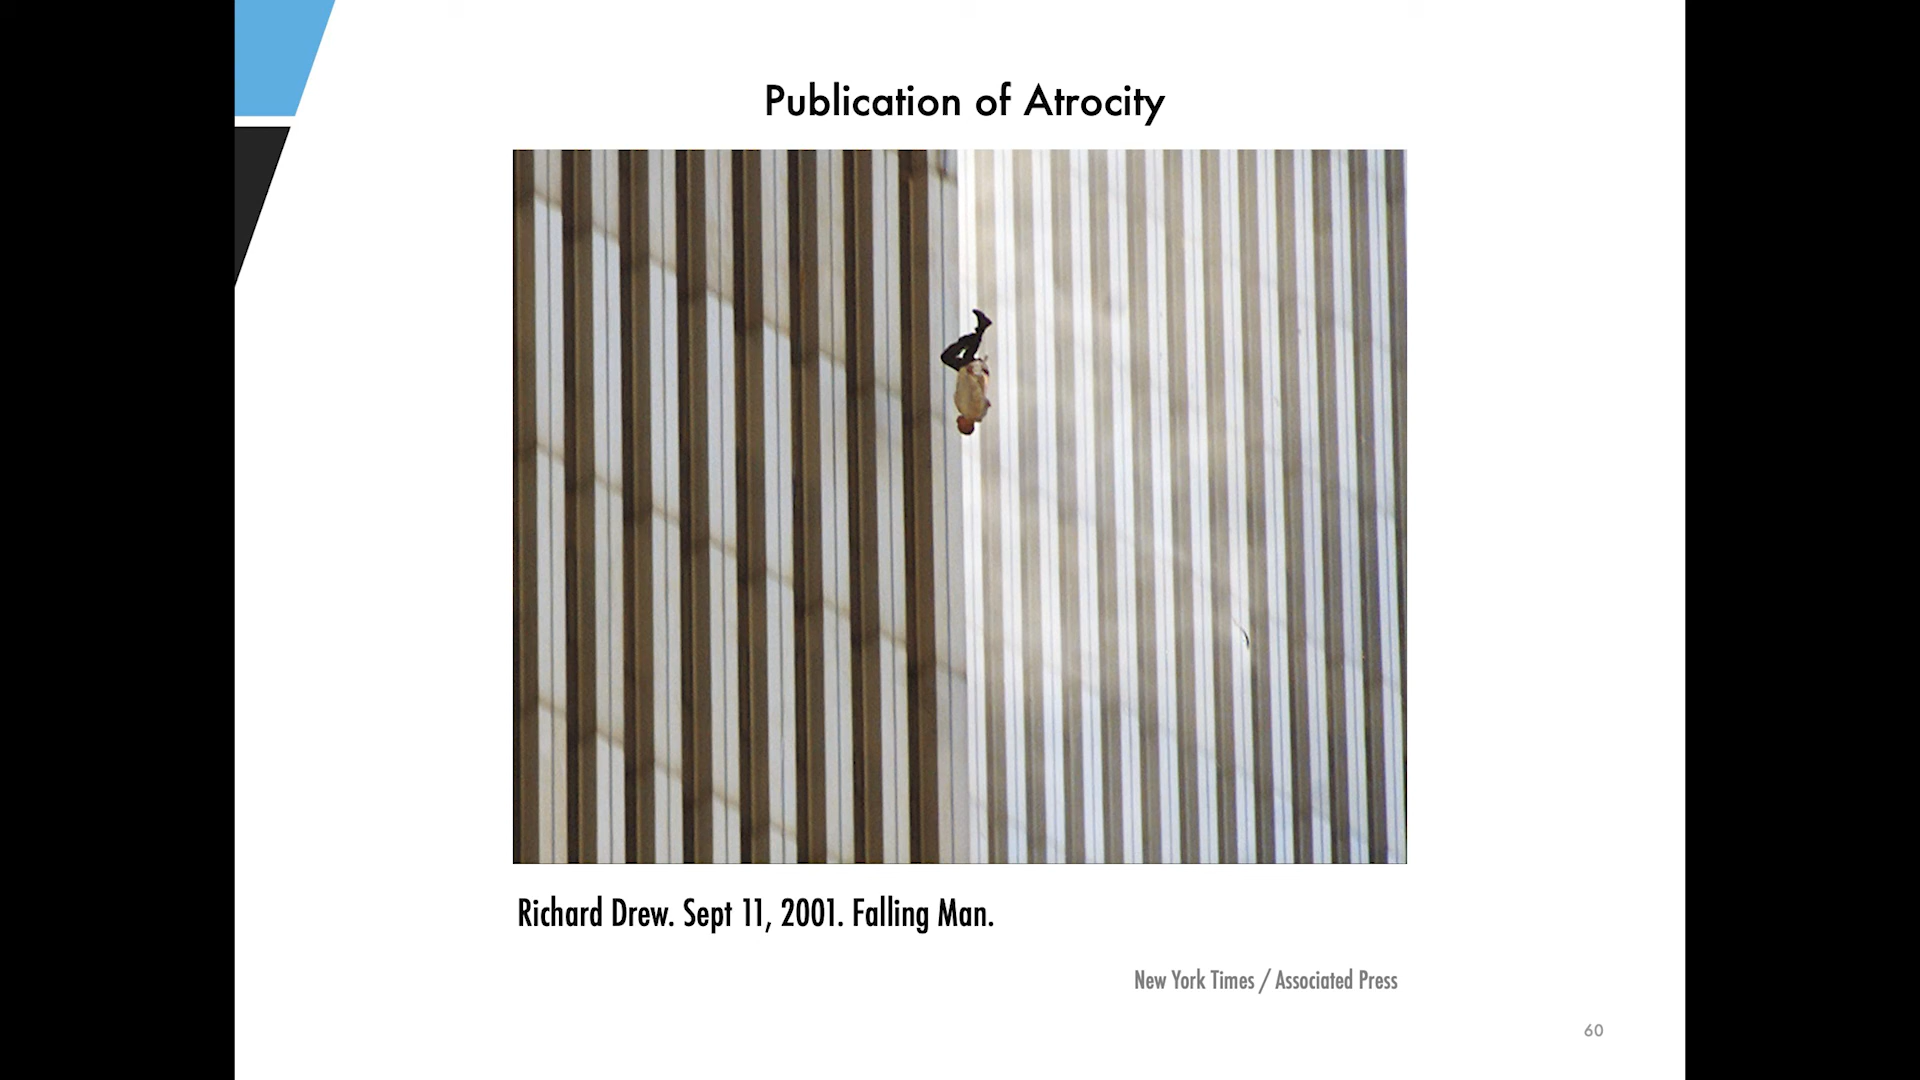 Publication of Atrocity
Richard Drew. Sept 11, 2001. Falling Man.
New York Times / Associated Press
60